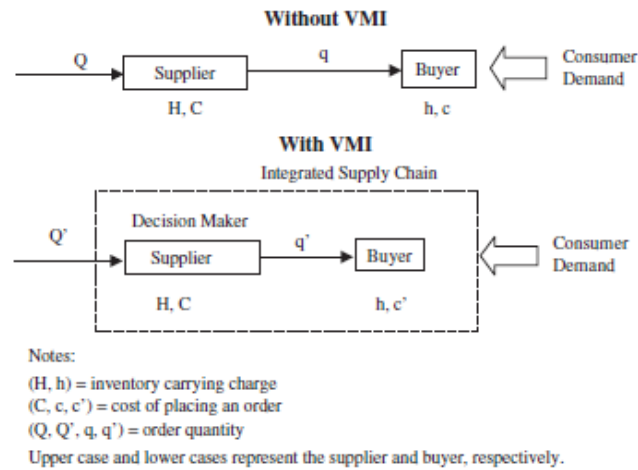 Without VMI
Q
Supplier
q
Buyer
Consumer
Demand
H, C
h, c
With VMI
Integrated Supply Chain
Decision Maker
Q’
Supplier
q’
Buyer
Consumer
Demand
H, C
h, c’
Notes:
(H, h) = inventory carrying charge
(C, c, c’) = cost of placing an order
(Q, Q’, q, q’) = order quantity
Upper case and lower cases represent the supplier and buyer, respectively.